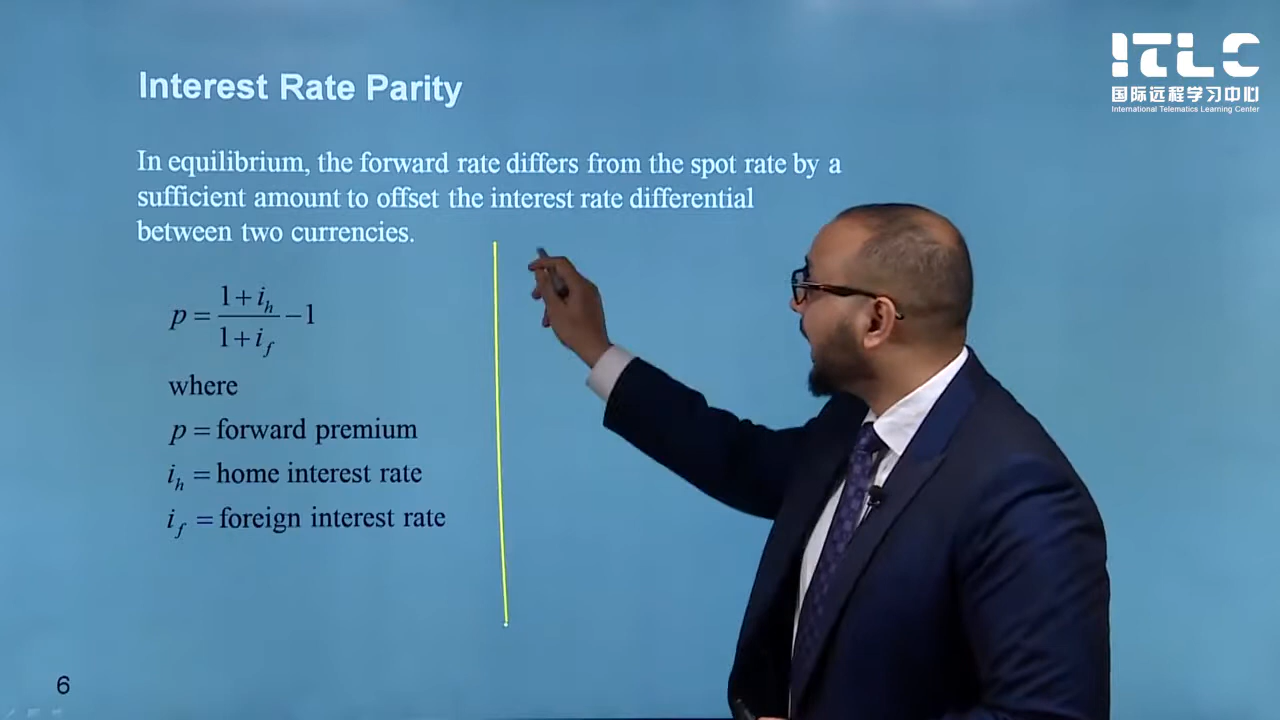 ITLC
国际远程学习中心
International Telematics Learning Center
Interest Rate Parity
In equilibrium, the forward rate differs from the spot rate by a
sufficient amount to offset the interest rate differential
between two currencies.
p = \frac{1+i_h}{1+i_f} - 1
where
p = forward premium
i_h = home interest rate
i_f = foreign interest rate
6